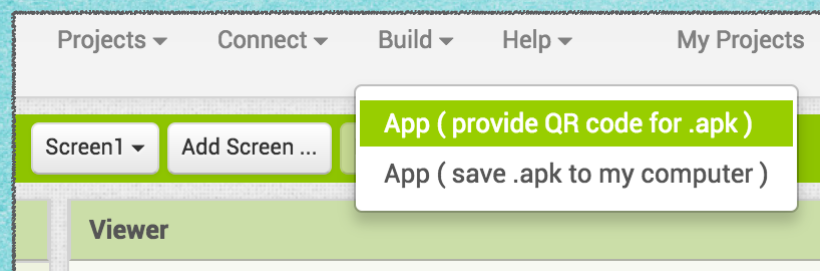 Projects Connect Build Help My Projects
App ( provide QR code for .apk )
Screen1 Add Screen ...
App ( save .apk to my computer )
Viewer